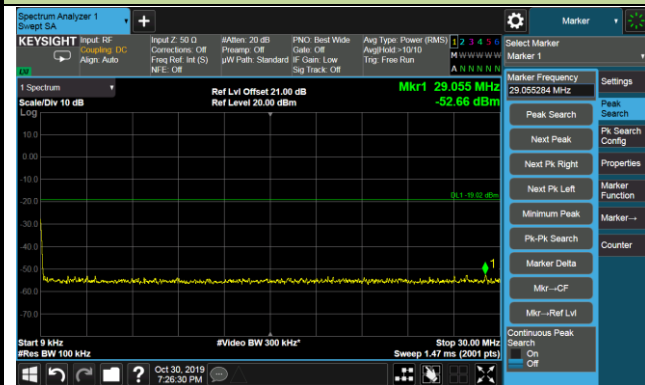 Spectrum Analyzer 1
Swept SA
Marker
KEYSIGHT
Input: RF
Coupling: DC
Align: Auto
Input Z: 50 Ω
Corrections: Off
Freq Ref: Int (S)
NFE: Off
#Atten: 20 dB
Preamp: Off
µW Path: Standard
PNO: Best Wide
Gate: Off
IF Gain: Low
Sig Track: Off
Avg Type: Power (RMS)
Avg|Hold:>10/10
Trig: Free Run
1 2 3 4 5 6
M W W W W W
A N N N N N
Select Marker
Marker 1
1 Spectrum
Scale/Div 10 dB
Log
Ref Lvl Offset 21.00 dB
Ref Level 20.00 dBm
Mkr1 29.055 MHz
-52.66 dBm
10.0
0.00
-10.0
-20.0
-30.0
-40.0
-50.0
-60.0
-70.0
DL1 -19.02 dBm
1
Start 9 kHz
#Res BW 100 kHz
#Video BW 300 kHz*
Stop 30.00 MHz
Sweep 1.47 ms (2001 pts)
Marker Frequency
29.055284 MHz
Peak Search
Next Peak
Next Pk Right
Next Pk Left
Minimum Peak
Pk-Pk Search
Marker Delta
Mkr→CF
Mkr→Ref Lvl
Continuous Peak
Search
On
Off
Settings
Peak
Search
Pk Search
Config
Properties
Marker
Function
Marker→
Counter
Oct 30, 2019
7:26:30 PM